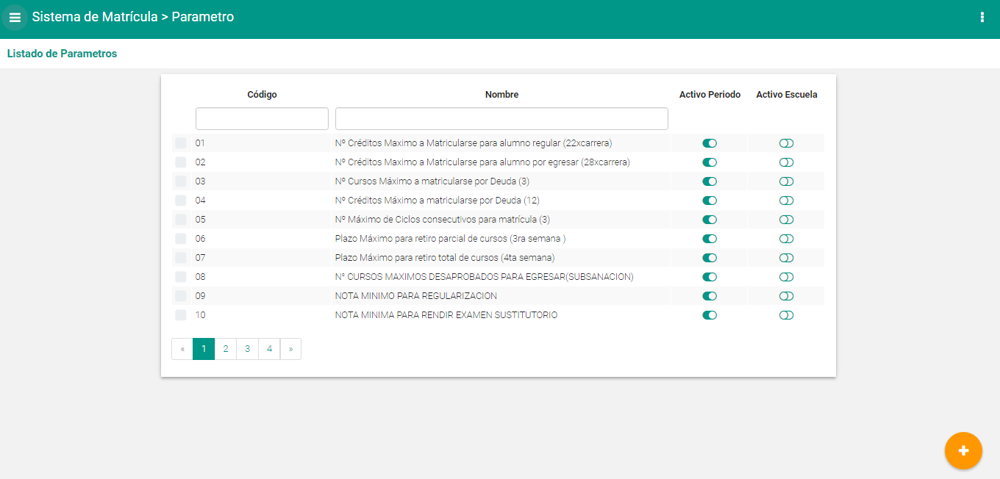 Sistema de Matrícula > Parametro
Listado de Parametros
Código Nombre Activo Periodo Activo Escuela
01 Nº Créditos Maximo a Matricularse para alumno regular (22xcarrera)
02 Nº Créditos Maximo a Matricularse para alumno por egresar (28xcarrera)
03 Nº Cursos Máximo a matricularse por Deuda (3)
04 Nº Créditos Máximo a matricularse por Deuda (12)
05 Nº Máximo de Ciclos consecutivos para matrícula (3)
06 Plazo Máximo para retiro parcial de cursos (3ra semana )
07 Plazo Máximo para retiro total de cursos (4ta semana)
08 N° CURSOS MAXIMOS DESAPROBADOS PARA EGRESAR(SUBSANACION)
09 NOTA MINIMO PARA REGULARIZACION
10 NOTA MINIMA PARA RENDIR EXAMEN SUSTITUTORIO
« 1 2 3 4 »